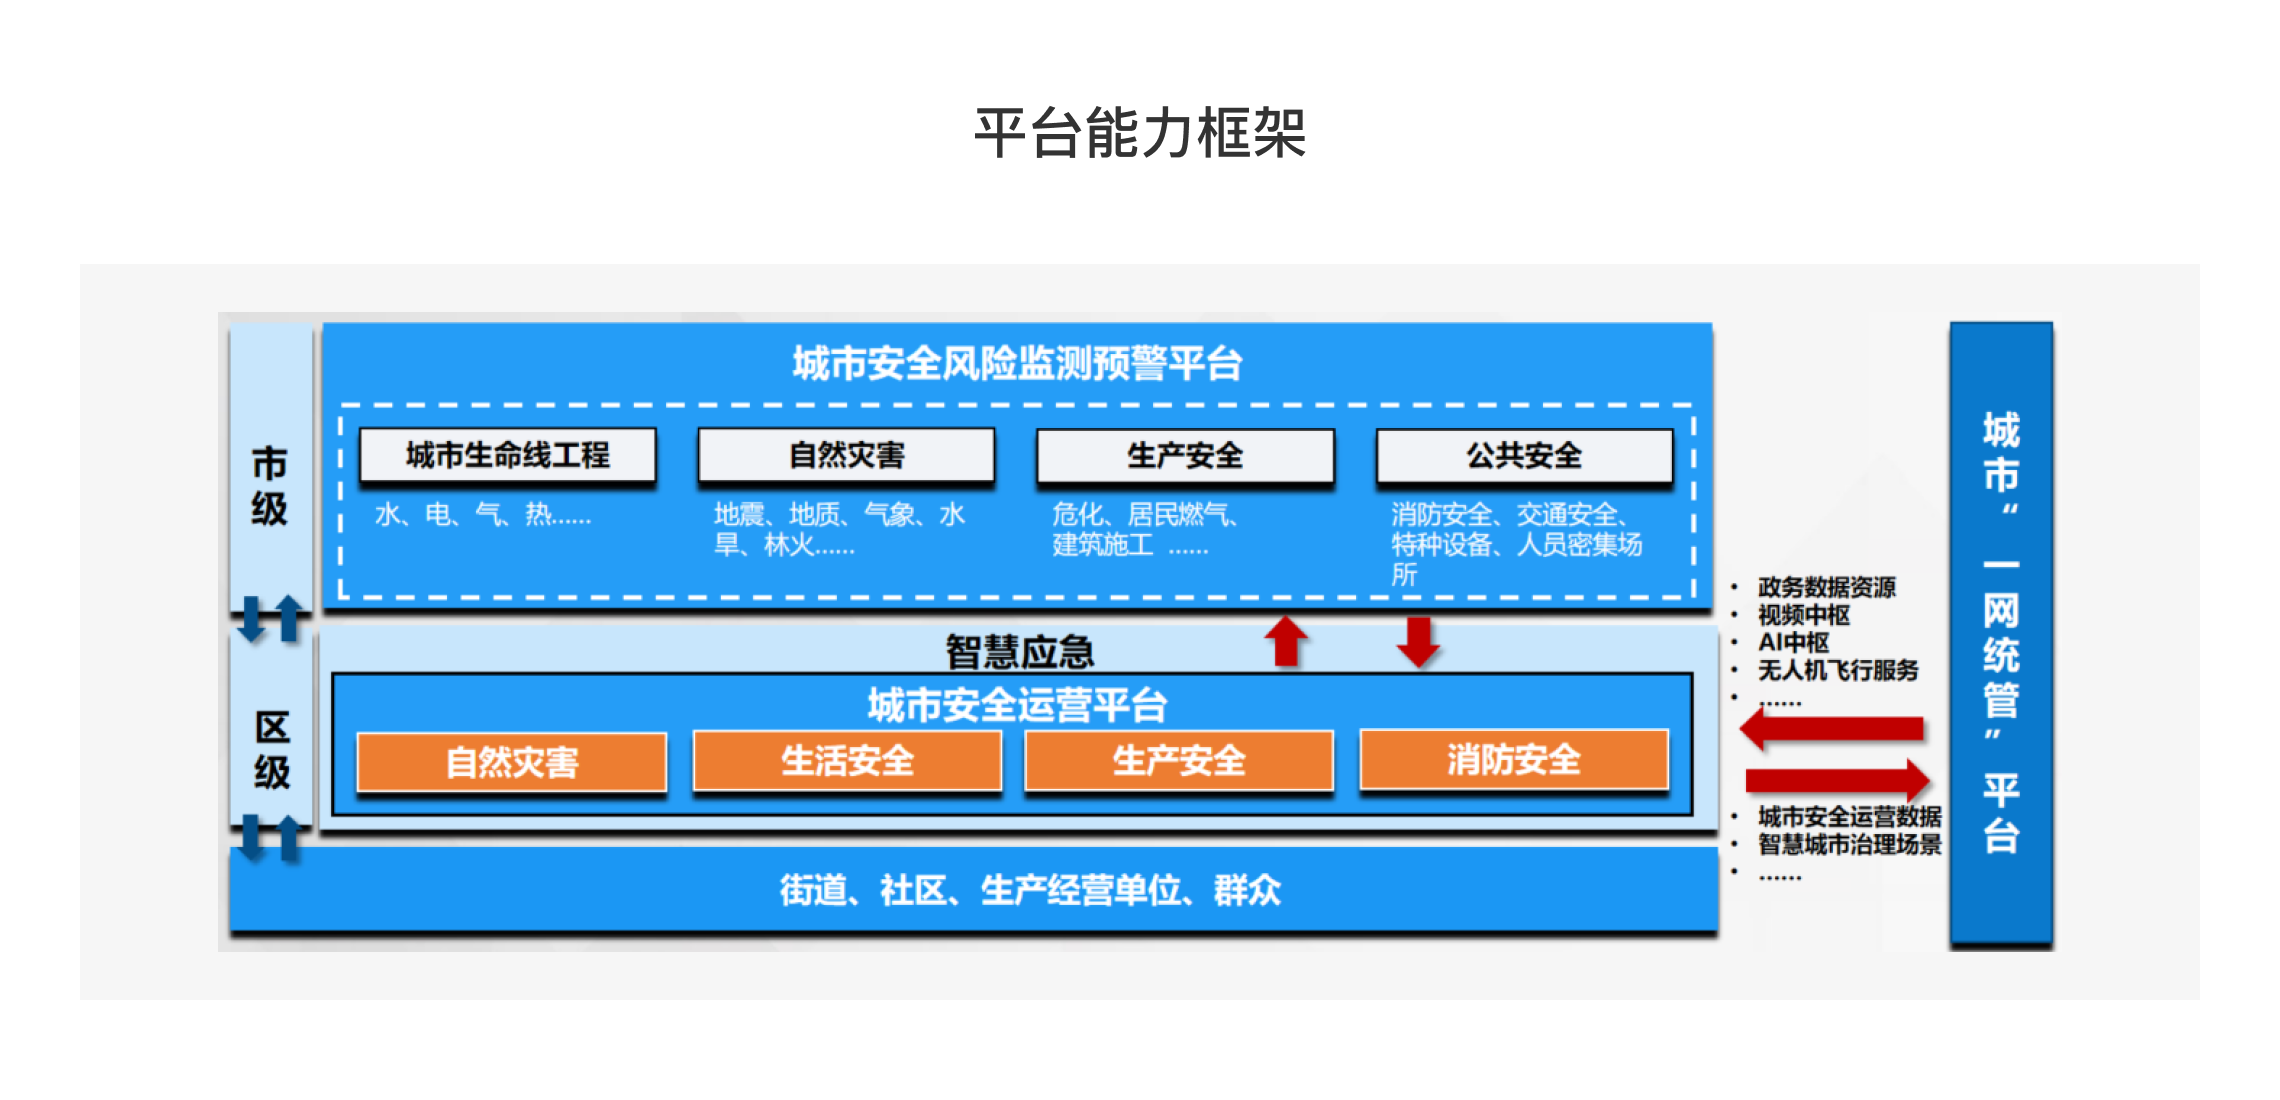 平台能力框架
市级
城市安全风险监测预警平台
城市生命线工程
水、电、气、热......
自然灾害
地震、地质、气象、水
旱、林火......
生产安全
危化、居民燃气、
建筑施工 ......
公共安全
消防安全、交通安全、
特种设备、人员密集场
所
区级
智慧应急
城市安全运营平台
自然灾害
生活安全
生产安全
消防安全
街道、社区、生产经营单位、群众
• 政务数据资源
• 视频中枢
• AI中枢
• 无人机飞行服务
• ......
• 城市安全运营数据
• 智慧城市治理场景
• ......
城市“一网统管”平台